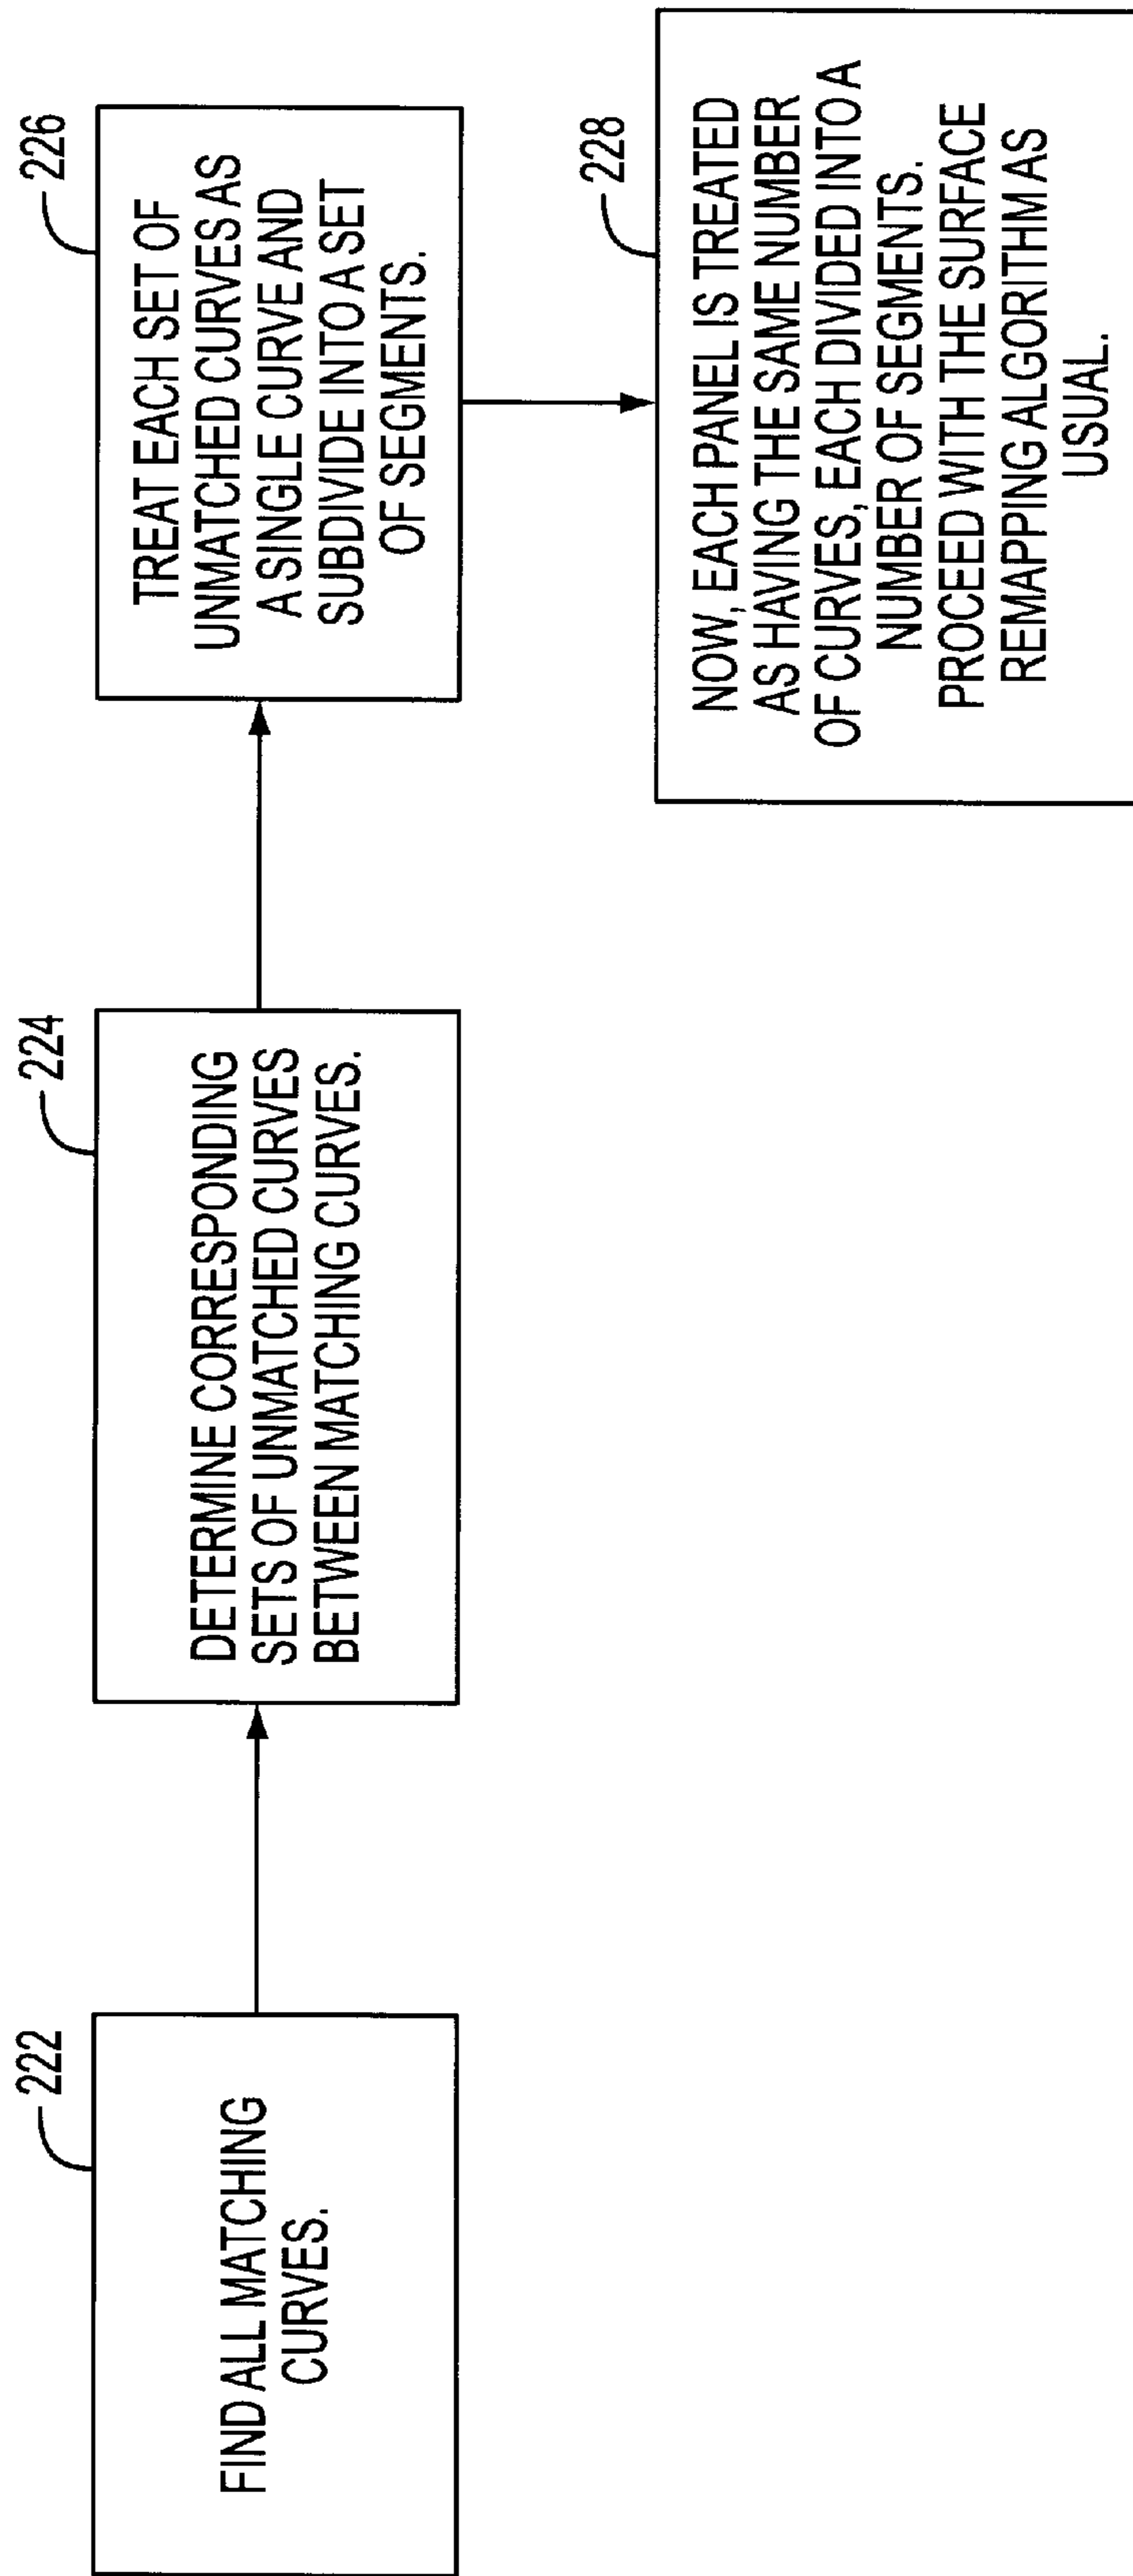 222
FIND ALL MATCHING
CURVES.
224
DETERMINE CORRESPONDING
SETS OF UNMATCHED CURVES
BETWEEN MATCHING CURVES.
226
TREAT EACH SET OF
UNMATCHED CURVES AS
A SINGLE CURVE AND
SUBDIVIDE INTO A SET
OF SEGMENTS.
228
NOW, EACH PANEL IS TREATED
AS HAVING THE SAME NUMBER
OF CURVES, EACH DIVIDED INTO A
NUMBER OF SEGMENTS.
PROCEED WITH THE SURFACE
REMAPPING ALGORITHM AS
USUAL.